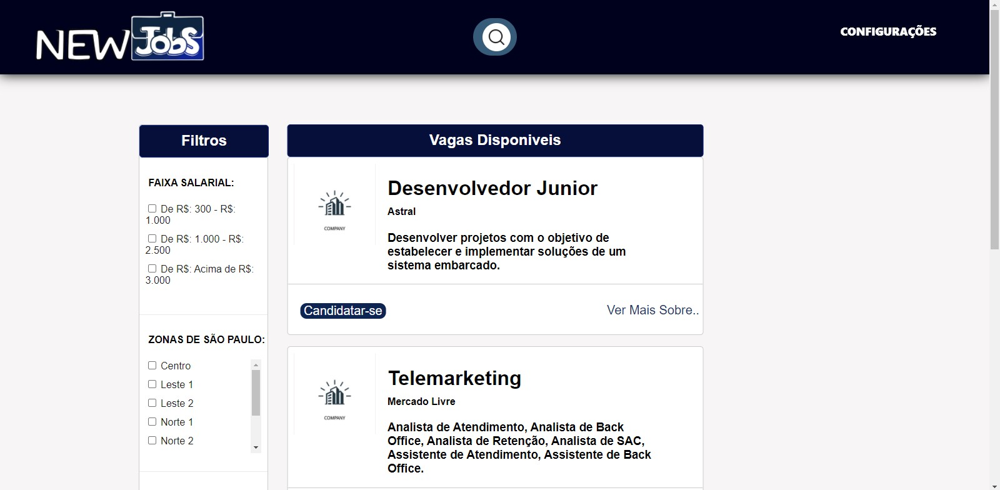 NEW JOBS
CONFIGURAÇÕES
Filtros
FAIXA SALARIAL:
De R$: 300 - R$:
1.000
De R$: 1.000 - R$:
2.500
De R$: Acima de R$:
3.000
ZONAS DE SÃO PAULO:
Centro
Leste 1
Leste 2
Norte 1
Norte 2
Vagas Disponiveis
COMPANY
Desenvolvedor Junior
Astral
Desenvolver projetos com o objetivo de
estabelecer e implementar soluções de um
sistema embarcado.
Candidatar-se
Ver Mais Sobre..
COMPANY
Telemarketing
Mercado Livre
Analista de Atendimento, Analista de Back
Office, Analista de Retenção, Analista de SAC,
Assistente de Atendimento, Assistente de Back
Office.